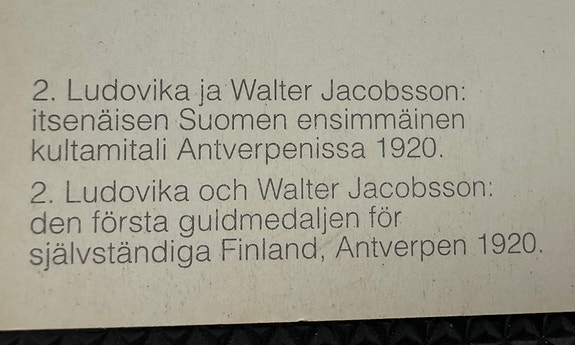 2. Ludovika ja Walter Jacobsson:
itsenäisen Suomen ensimmäinen
kultamitali Antverpenissa 1920.
2. Ludovika och Walter Jacobsson:
den första guldmedaljen för
självständiga Finland, Antverpen 1920.